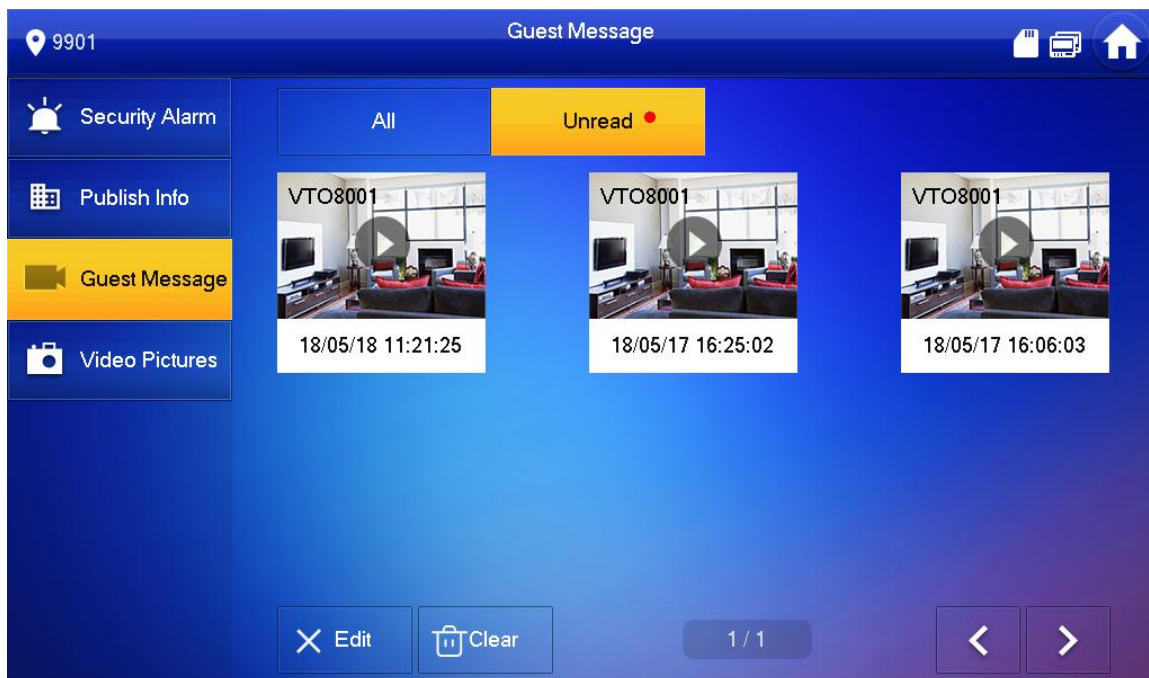 9901
Guest Message
Security Alarm
Publish Info
Guest Message
Video Pictures
All
Unread
VTO8001
VTO8001
VTO8001
18/05/18 11:21:25
18/05/17 16:25:02
18/05/17 16:06:03
Edit
Clear
1 / 1